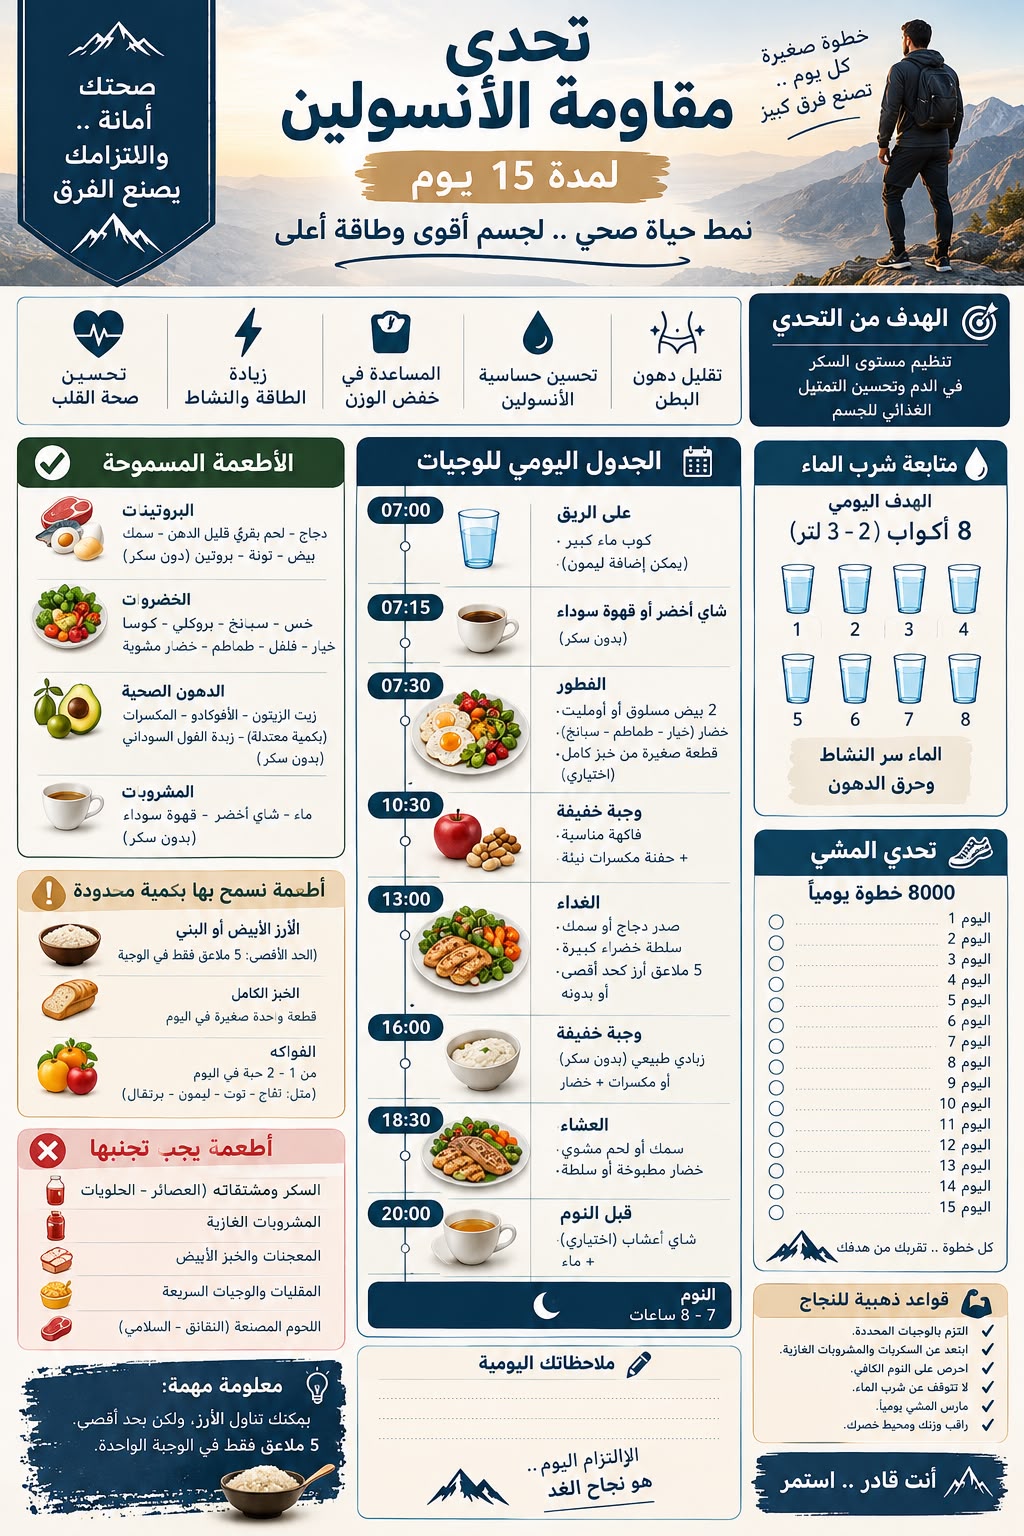 صحتك
أمانة ..
واللتزامك
يصنع الفرق
تحدى
مقاومة الأنسولين
لمدة 15 يوم
نمط حياة صحي .. لجسم أقوى وطاقة أعلى
خطوة صغيرة
كل يوم ..
تصنع فرق كبيز
الهدف من التحدي
تنظيم مستوى السكر
في الدم وتحسين التمتيل
الغذائي للجسم
تقليل دهون
البطن
تحسين حساسية
الأنسولين
المساعدة في
خفض الوزن
زيادة
الطاقة والنشاط
تحسين
صحة القلب
متابعة شرب الماء
الهدف اليومي
8 أكواب (2 - 3 لتر)
1 2 3 4
5 6 7 8
الماء سر النشاط
وحرق الدهون
تحدي المشي
8000 خطوة يومياً
اليوم 1
اليوم 2
اليوم 3
اليوم 4
اليوم 5
اليوم 6
اليوم 7
اليوم 8
اليوم 9
اليوم 10
اليوم 11
اليوم 12
اليوم 13
اليوم 14
اليوم 15
كل خطوة .. تقربك من هدفك
قواعد ذهبية للنجاح
التزم بالوجبات المحددة.
ابتعد عن السكريات والمشروبات الغازية.
احرص على النوم الكافي.
لا تتوقف عن شرب الماء.
مارس المشي يومياً.
راقب وزنك ومحيط خصرك.
أنت قادر .. استمر
الجدول اليومي للوجيات
07:00
على الريق
كوب ماء كبير ·
(يمكن إضافة ليمون)·
07:15
شاي أخضر أو قهوة سوداء
(بدون سكر)
07:30
الفطور
2 بيض مسلوق أو أومليت·
خضار (خيار - طماطم - سبانخ)·
قطعة صغيرة من خبز كامل·
(اختياري)
10:30
وجبة خفيفة
فاكهة مناسبة·
+ حفنة مكسرات نيئة·
13:00
الغداء
صدر دجاج أو سمك·
سلطة خضراء كبيرة·
5 ملاعق أرز كحد أقصى·
أو بدونه
16:00
وجبة خفيفة
زبادي طبيعي (بدون سكر)
أو مكسرات + خضار
18:30
العشاء
سمك أو لحم مشوي·
خضار مطبوخة أو سلطة·
20:00
قبل النوم
شاي أعشاب (اختياري)·
+ ماء
النوم
7 - 8 ساعات
ملاحظاتك اليومية
الإالتزام اليوم..
هو نجاح الغد
الأطعمة المسموحة
البروتينات
دجاج - لحم بقري قليل الدهن - سمك
بيض - تونة - بروتين (دون سكر)
الخضروات
خس - سبانخ - بروكلي - كوسا
خيار - فلفل - طماطم - خضار مشوية
الدهون الصحية
زيت الزيتون - الأفوكادو - المكسرات
(بكمية معتدلة) - زبدة الفول السوداني
(بدون سكر)
المشروبات
ماء - شاي أخضر - قهوة سوداء
(بدون سكر)
أطعمة نسمح بها بكمية محدودة
الأرز الأبيض أو البني
(الحد الأقصى: 5 ملاعق فقط في الوجبة
الخبز الكامل
قطعة واحدة صغيرة في اليوم
الفواكه
من 1 - 2 حبة في اليوم
(مثل: تفاح - توت - ليمون - برتقال)
أطعمة يجب تجنبها
السكر ومشتقاته (العصائر - الحلويات
المشروبات الغازية
المعجنات والخبز الأبيض
المقليات والوجبات السريعة
اللحوم المصنعة (النقانق - السلامي)
معلومة مهمة:
يمكنك تناول الأرز، ولكن بحد أقصي.
5 ملاعق فقط في الوجبة الواحدة.